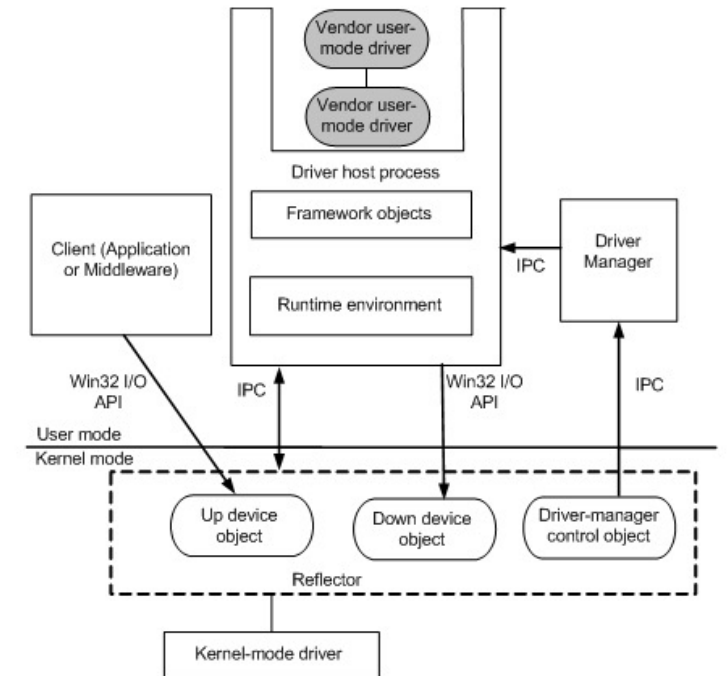 Vendor user-
mode driver
Vendor user-
mode driver
Driver host process
Framework objects
Client (Application
or Middleware)
Driver
Manager
IPC
Runtime environment
Win32 I/O
API
IPC
Win32 I/O
API
IPC
User mode
Kernel mode
Up device
object
Down device
object
Driver-manager
control object
Reflector
Kernel-mode driver